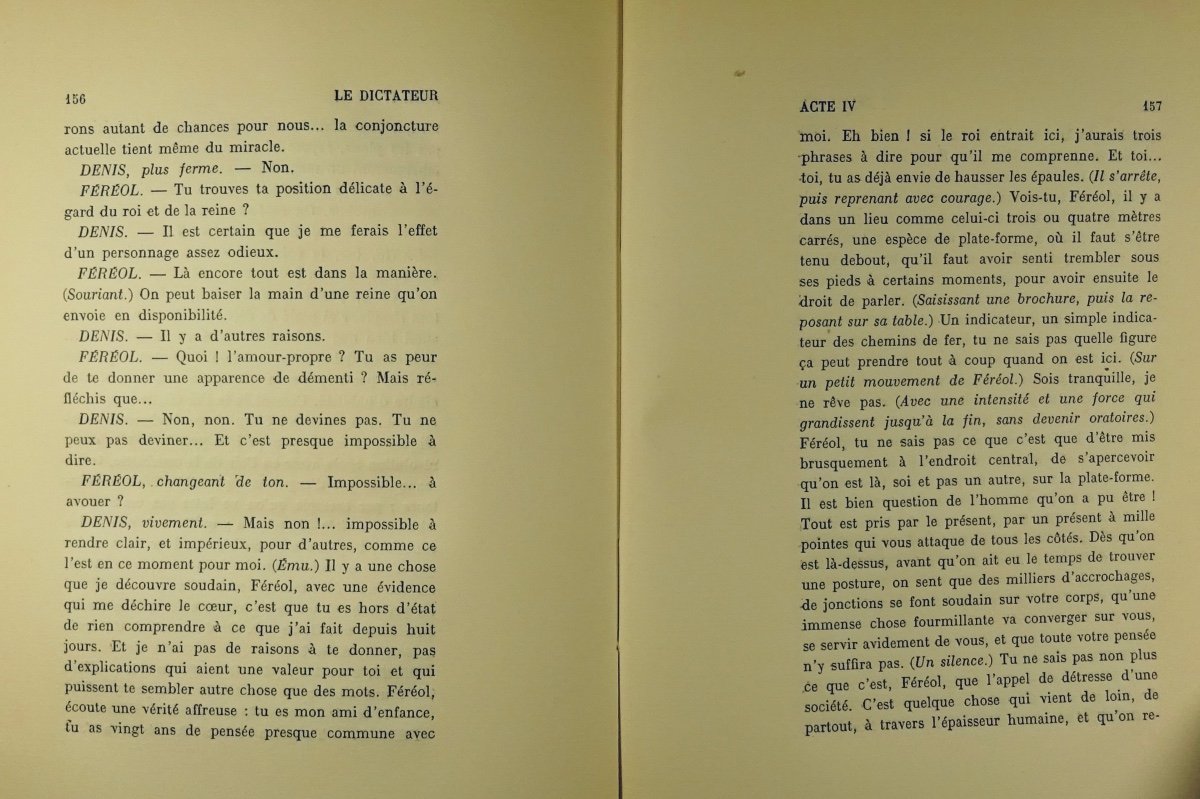 156
LE DICTATEUR
rons autant de chances pour nous... la conjoncture
actuelle tient même du miracle.
DENIS, plus ferme. — Non.
FÉRÉOL. — Tu trouves ta position délicate à l'é-
gard du roi et de la reine ?
DENIS. — Il est certain que je me ferais l'effet
d'un personnage assez odieux.
FÉRÉOL. — Là encore tout est dans la manière.
(Souriant.) On peut baiser la main d'une reine qu'on
envoie en disponibilité.
DENIS. — Il y a d'autres raisons.
FÉRÉOL. — Quoi ! l'amour-propre ? Tu as peur
de te donner une apparence de démenti ? Mais ré-
fléchis que...
DENIS. — Non, non. Tu ne devines pas. Tu ne
peux pas deviner... Et c'est presque impossible à
dire.
FÉRÉOL, changeant de ton. — Impossible... à
avouer ?
DENIS, vivement. — Mais non !... impossible à
rendre clair, et impérieux, pour d'autres, comme ce
l'est en ce moment pour moi. (Ému.) Il y a une chose
que je découvre soudain, Féréol, avec une évidence
qui me déchire le cœur, c'est que tu es hors d'état
de rien comprendre à ce que j'ai fait depuis huit
jours. Et je n'ai pas de raisons à te donner, pas
d'explications qui aient une valeur pour toi et qui
puissent te sembler autre chose que des mots. Féréol,
écoute une vérité affreuse : tu es mon ami d'enfance,
tu as vingt ans de pensée presque commune avec
ACTE IV
157
moi. Eh bien ! si le roi entrait ici, j'aurais trois
phrases à dire pour qu'il me comprenne. Et toi...
toi, tu as déjà envie de hausser les épaules. (Il s'arrête,
puis reprenant avec courage.) Vois-tu, Féréol, il y a
dans un lieu comme celui-ci trois ou quatre mètres
carrés, une espèce de plate-forme, où il faut s'être
tenu debout, qu'il faut avoir senti trembler sous
ses pieds à certains moments, pour avoir ensuite le
droit de parler. (Saisissant une brochure, puis la re-
posant sur sa table.) Un indicateur, un simple indica-
teur des chemins de fer, tu ne sais pas quelle figure
ça peut prendre tout à coup quand on est ici. (Sur
un petit mouvement de Féréol.) Sois tranquille, je
ne rêve pas. (Avec une intensité et une force qui
grandissent jusqu'à la fin, sans devenir oratoires.)
Féréol, tu ne sais pas ce que c'est que d'être mis
brusquement à l'endroit central, de s'apercevoir
qu'on est là, soi et pas un autre, sur la plate-forme.
Il est bien question de l'homme qu'on a pu être !
Tout est pris par le présent, par un présent à mille
pointes qui vous attaque de tous les côtés. Dès qu'on
est là-dessus, avant qu'on ait eu le temps de trouver
une posture, on sent que des milliers d'accrochages,
de jonctions se font soudain sur votre corps, qu'une
immense chose fourmillante va converger sur vous,
se servir avidement de vous, et que toute votre pensée
n'y suffira pas. (Un silence.) Tu ne sais pas non plus
ce que c'est, Féréol, que l'appel de détresse d'une
société. C'est quelque chose qui vient de loin, de
partout, à travers l'épaisseur humaine, et qu'on re-